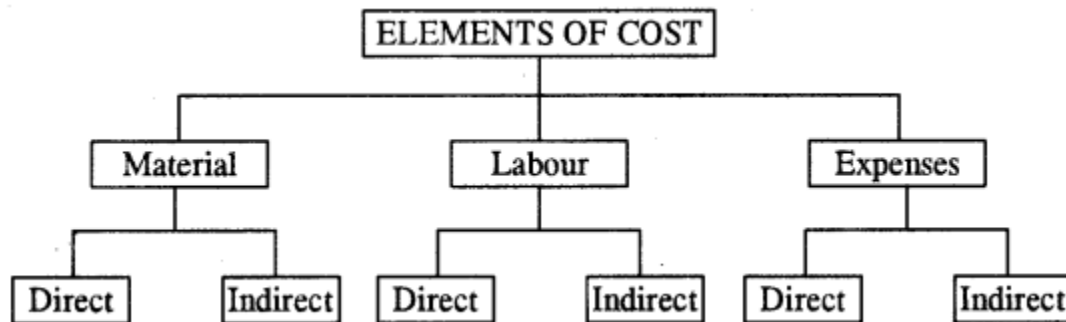 ELEMENTS OF COST
Material Labour Expenses
Direct Indirect Direct Indirect Direct Indirect